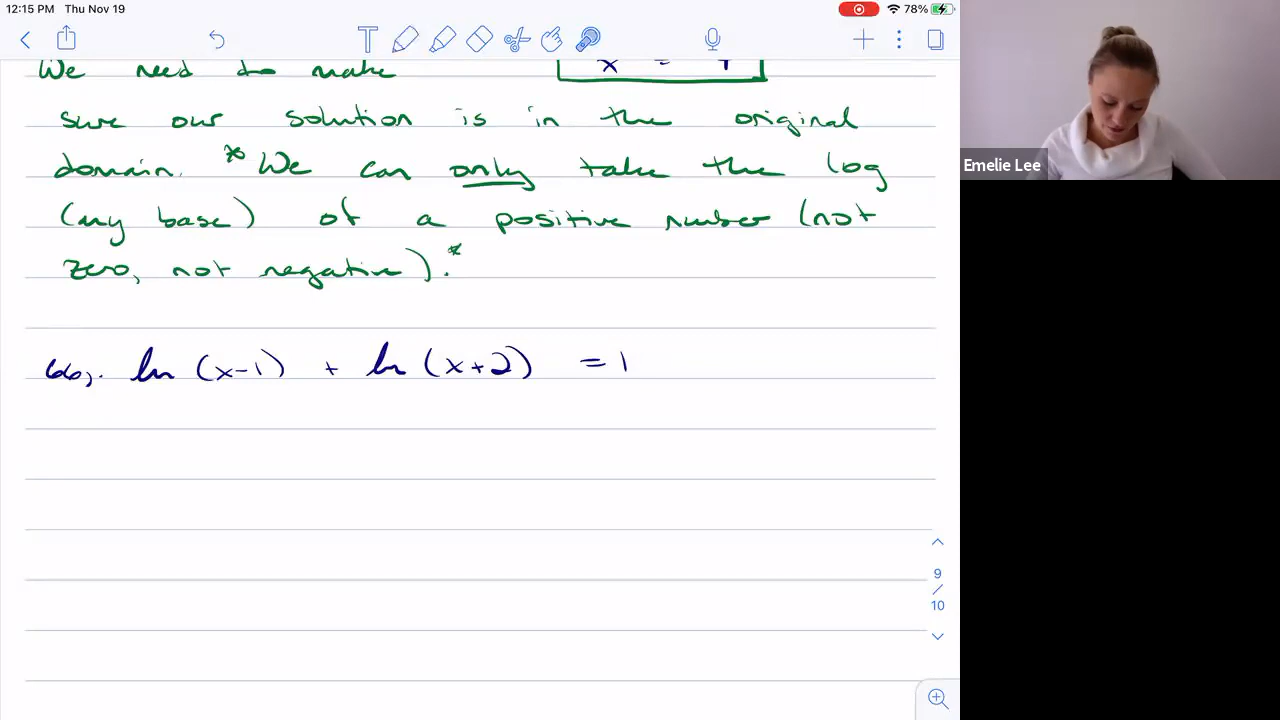 12:15 PM Thu Nov 19
78%
We need to make
sure our solution is in the original
domain. * We can only take the log
(any base) of a positive number (not
zero, not negative).*
66. ln (x-1) + ln (x+2) = 1
9
/
10
Emelie Lee